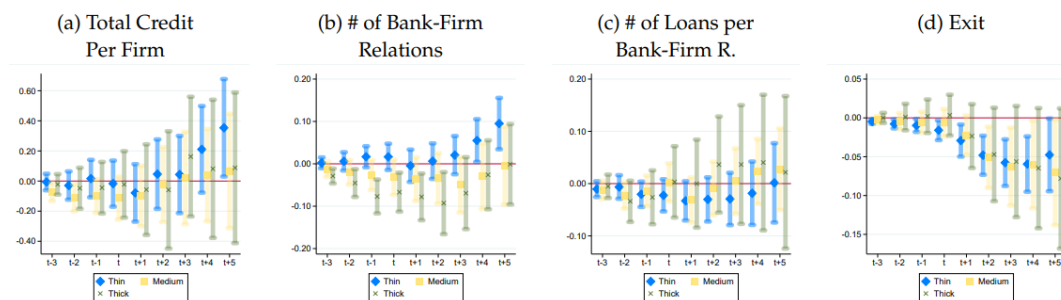 (a) Total Credit
Per Firm
0.60
0.40
0.20
0.00
-0.20
-0.40
t-3 t-2 t-1 t t+1 t+2 t+3 t+4 t+5
Thin Medium
Thick
(b) # of Bank-Firm
Relations
0.20
0.10
0.00
-0.10
-0.20
t-3 t-2 t-1 t t+1 t+2 t+3 t+4 t+5
Thin Medium
Thick
(c) # of Loans per
Bank-Firm R.
0.20
0.10
0.00
-0.10
t-3 t-2 t-1 t t+1 t+2 t+3 t+4 t+5
Thin Medium
Thick
(d) Exit
0.05
0.00
-0.05
-0.10
-0.15
t-3 t-2 t-1 t t+1 t+2 t+3 t+4 t+5
Thin Medium
Thick